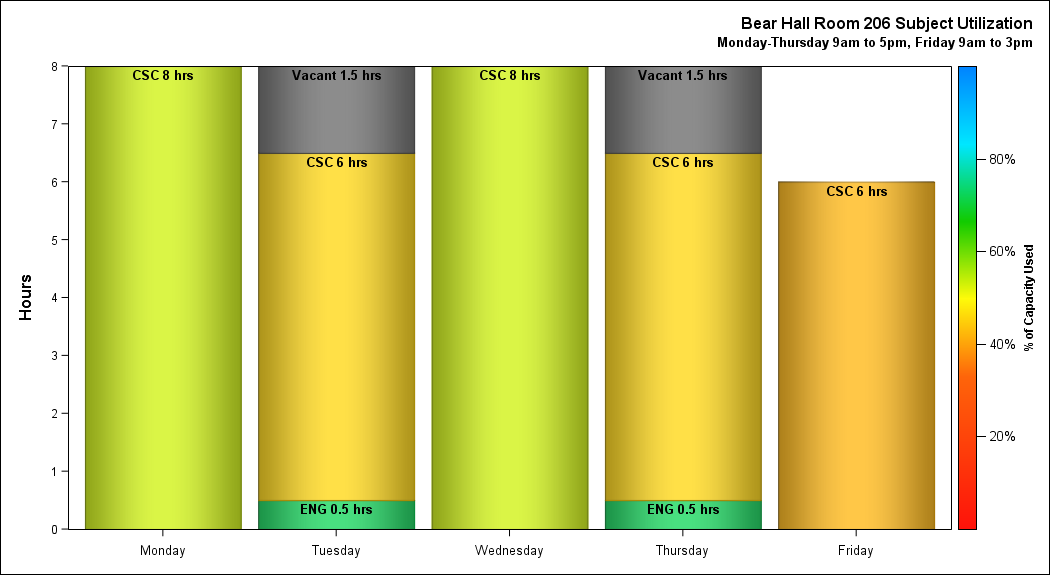 Bear Hall Room 206 Subject Utilization
Monday-Thursday 9am to 5pm, Friday 9am to 3pm
Hours
8
7
6
5
4
3
2
1
0
CSC 8 hrs
Vacant 1.5 hrs
CSC 6 hrs
ENG 0.5 hrs
CSC 8 hrs
Vacant 1.5 hrs
CSC 6 hrs
ENG 0.5 hrs
CSC 6 hrs
Monday
Tuesday
Wednesday
Thursday
Friday
80%
60%
40%
20%
% of Capacity Used